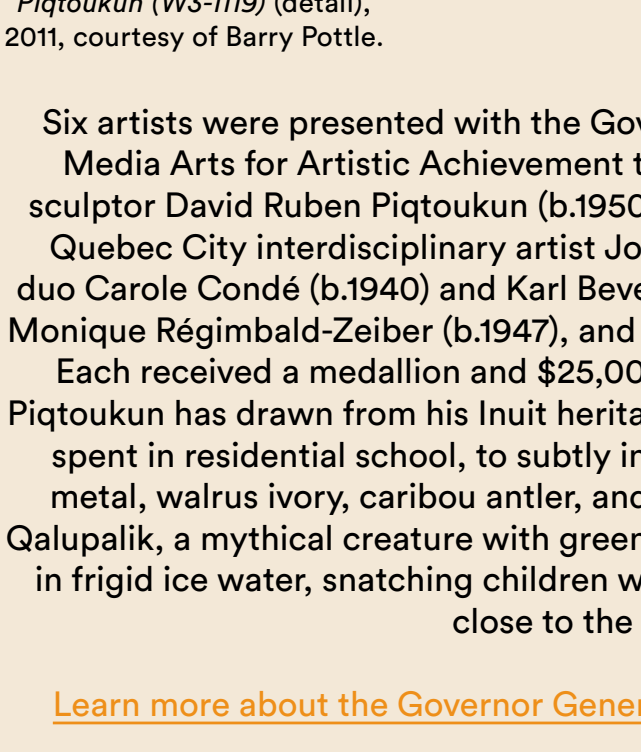 Piqtoukun (W3-1119) (detail),
2011, courtesy of Barry Pottle.
Six artists were presented with the Gov
Media Arts for Artistic Achievement t
sculptor David Ruben Piqtoukun (b.1950
Quebec City interdisciplinary artist Jo
duo Carole Condé (b.1940) and Karl Beve
Monique Régimbald-Zeiber (b.1947), and
Each received a medallion and $25,00
Piqtoukun has drawn from his Inuit herita
spent in residential school, to subtly in
metal, walrus ivory, caribou antler, and
Qalupalik, a mythical creature with green
in frigid ice water, snatching children w
close to the
Learn more about the Governor Gener